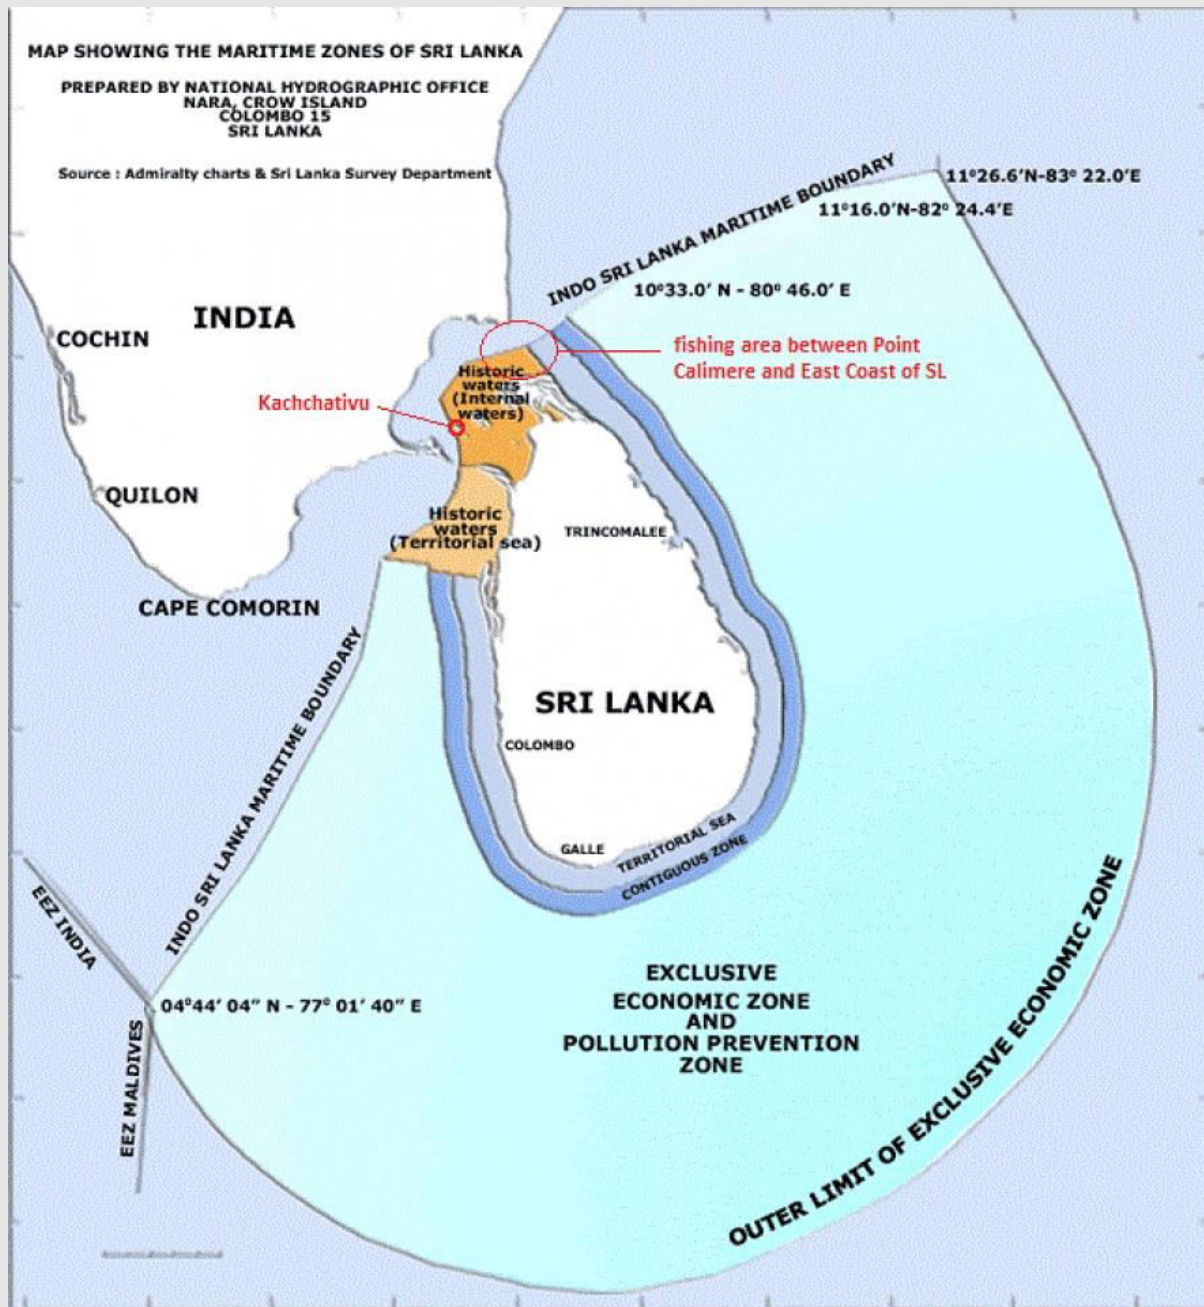 MAP SHOWING THE MARITIME ZONES OF SRI LANKA
PREPARED BY NATIONAL HYDROGRAPHIC OFFICE
NARA, CROW ISLAND
COLOMBO 15
SRI LANKA
Source : Admiralty charts & Sri Lanka Survey Department
INDO SRI LANKA MARITIME BOUNDARY
11°26.6'N-83° 22.0'E
11°16.0'N-82° 24.4'E
10°33.0' N - 80° 46.0' E
INDIA
COCHIN
fishing area between Point
Calimere and East Coast of SL
Historic
waters
(Internal
waters)
Kachchativu
QUILON
Historic
waters
(Territorial sea)
TRINCOMALEE
CAPE COMORIN
INDO SRI LANKA MARITIME BOUNDARY
SRI LANKA
COLOMBO
GALLE
TERRITORIAL SEA
CONTIGUOUS ZONE
EEZ INDIA
EXCLUSIVE
ECONOMIC ZONE
AND
POLLUTION PREVENTION
ZONE
04°44' 04" N - 77° 01' 40" E
EEZ MALDIVES
OUTER LIMIT OF EXCLUSIVE ECONOMIC ZONE